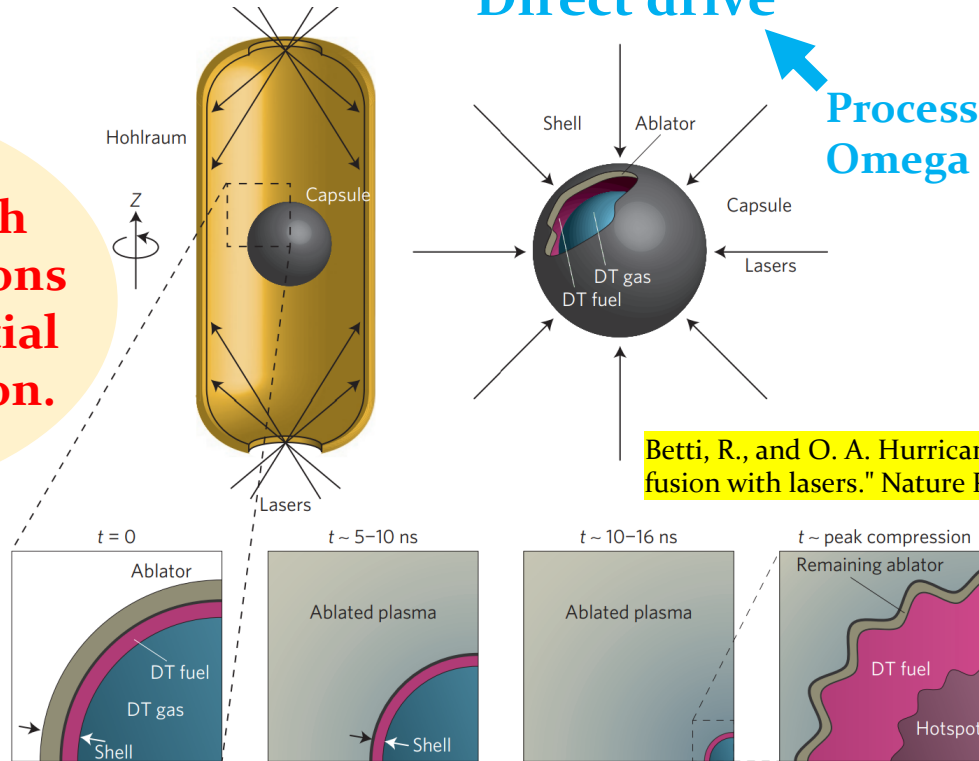 Direct drive
Process
Omega
Hohlraum
Z
Capsule
Lasers
Shell
Ablator
Capsule
Lasers
DT gas
DT fuel
Betti, R., and O. A.
fusion with lasers." Nature
t = 0
Ablator
DT fuel
DT gas
Shell
t ~ 5–10 ns
Ablated plasma
Shell
t ~ 10–16 ns
Ablated plasma
t ~ peak compression
Remaining ablator
DT fuel
Hotspot